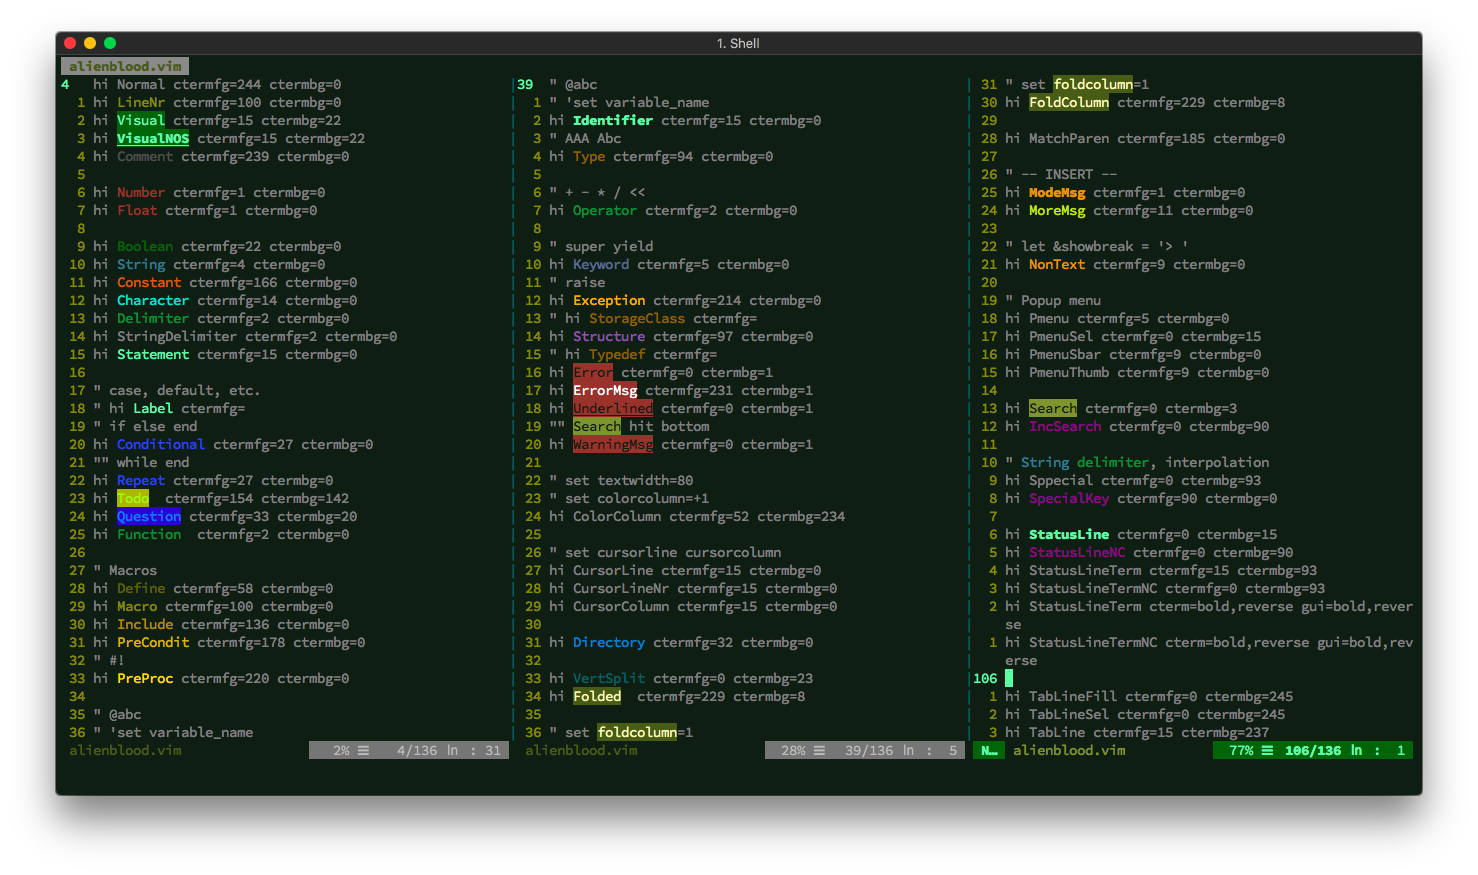 1. Shell
alienblood.vim
4 hi Normal ctermfg=244 ctermbg=0
1 hi LineNr ctermfg=100 ctermbg=0
2 hi Visual ctermfg=15 ctermbg=22
3 hi VisualNOS ctermfg=15 ctermbg=22
4 hi Comment ctermfg=239 ctermbg=0
5
6 hi Number ctermfg=1 ctermbg=0
7 hi Float ctermfg=1 ctermbg=0
8
9 hi Boolean ctermfg=22 ctermbg=0
10 hi String ctermfg=4 ctermbg=0
11 hi Constant ctermfg=166 ctermbg=0
12 hi Character ctermfg=14 ctermbg=0
13 hi Delimiter ctermfg=2 ctermbg=0
14 hi StringDelimiter ctermfg=2 ctermbg=0
15 hi Statement ctermfg=15 ctermbg=0
16
17 " case, default, etc.
18 " hi Label ctermfg=
19 " if else end
20 hi Conditional ctermfg=27 ctermbg=0
21 "" while end
22 hi Repeat ctermfg=27 ctermbg=0
23 hi Todo  ctermfg=154 ctermbg=142
24 hi Question ctermfg=33 ctermbg=20
25 hi Function  ctermfg=2 ctermbg=0
26
27 " Macros
28 hi Define ctermfg=58 ctermbg=0
29 hi Macro ctermfg=100 ctermbg=0
30 hi Include ctermfg=136 ctermbg=0
31 hi PreCondit ctermfg=178 ctermbg=0
32 " #!
33 hi PreProc ctermfg=220 ctermbg=0
34
35 " @abc
36 " 'set variable_name
alienblood.vim 2% ☰ 4/136 ln : 31
39 " @abc
1 " 'set variable_name
2 hi Identifier ctermfg=15 ctermbg=0
3 " AAA Abc
4 hi Type ctermfg=94 ctermbg=0
5
6 " + - * / <<
7 hi Operator ctermfg=2 ctermbg=0
8
9 " super yield
10 hi Keyword ctermfg=5 ctermbg=0
11 " raise
12 hi Exception ctermfg=214 ctermbg=0
13 " hi StorageClass ctermfg=
14 hi Structure ctermfg=97 ctermbg=0
15 " hi Typedef ctermfg=
16 hi Error ctermfg=0 ctermbg=1
17 hi ErrorMsg ctermfg=231 ctermbg=1
18 hi Underlined ctermfg=0 ctermbg=1
19 "" Search hit bottom
20 hi WarningMsg ctermfg=0 ctermbg=1
21
22 " set textwidth=80
23 " set colorcolumn=+1
24 hi ColorColumn ctermfg=52 ctermbg=234
25
26 " set cursorline cursorcolumn
27 hi CursorLine ctermfg=15 ctermbg=0
28 hi CursorLineNr ctermfg=15 ctermbg=0
29 hi CursorColumn ctermfg=15 ctermbg=0
30
31 hi Directory ctermfg=32 ctermbg=0
32
33 hi VertSplit ctermfg=0 ctermbg=23
34 hi Folded  ctermfg=229 ctermbg=8
35
36 " set foldcolumn=1
alienblood.vim 28% ☰ 39/136 ln : 5
31 " set foldcolumn=1
30 hi FoldColumn ctermfg=229 ctermbg=8
29
28 hi MatchParen ctermfg=185 ctermbg=0
27
26 " -- INSERT --
25 hi ModeMsg ctermfg=1 ctermbg=0
24 hi MoreMsg ctermfg=11 ctermbg=0
23
22 " let &showbreak = '> '
21 hi NonText ctermfg=9 ctermbg=0
20
19 " Popup menu
18 hi Pmenu ctermfg=5 ctermbg=0
17 hi PmenuSel ctermfg=0 ctermbg=15
16 hi PmenuSbar ctermfg=9 ctermbg=0
15 hi PmenuThumb ctermfg=9 ctermbg=0
14
13 hi Search ctermfg=0 ctermbg=3
12 hi IncSearch ctermfg=0 ctermbg=90
11
10 " String delimiter, interpolation
9 hi Sppecial ctermfg=0 ctermbg=93
8 hi SpecialKey ctermfg=90 ctermbg=0
7
6 hi StatusLine ctermfg=0 ctermbg=15
5 hi StatusLineNC ctermfg=0 ctermbg=90
4 hi StatusLineTerm ctermfg=15 ctermbg=93
3 hi StatusLineTermNC ctermfg=0 ctermbg=93
2 hi StatusLineTerm cterm=bold,reverse gui=bold,rever
se
1 hi StatusLineTermNC cterm=bold,reverse gui=bold,rev
erse
106
1 hi TabLineFill ctermfg=0 ctermbg=245
2 hi TabLineSel ctermfg=0 ctermbg=245
3 hi TabLine ctermfg=15 ctermbg=237
N… alienblood.vim 77% ☰ 106/136 ln : 1